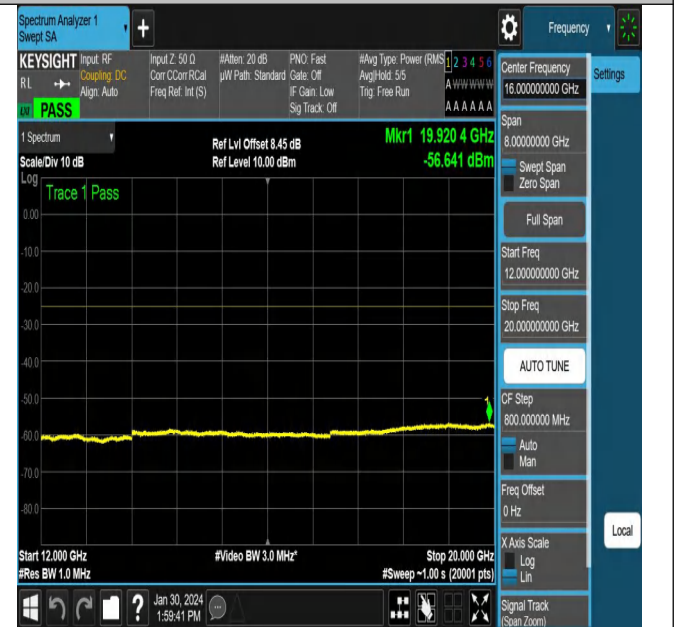 Spectrum Analyzer 1
Swept SA
+
Frequency
KEYSIGHT
RL
Input: RF
Coupling: DC
Align: Auto
Input Z: 50 Ω
Corr CCorr RCal
Freq Ref: Int (S)
#Atten: 20 dB
µW Path: Standard
PNO: Fast
Gate: Off
IF Gain: Low
Sig Track: Off
#Avg Type: Power (RMS
Avg|Hold: 5/5
Trig: Free Run
1 2 3 4 5 6
A W W W W W
A A A A A A
PASS
1 Spectrum
Scale/Div 10 dB
Ref Lvl Offset 8.45 dB
Ref Level 10.00 dBm
Mkr1 19.920 4 GHz
-56.641 dBm
Log
Trace 1 Pass
0.00
-10.0
-20.0
-30.0
-40.0
-50.0
-60.0
-70.0
-80.0
1
Start 12.000 GHz
#Res BW 1.0 MHz
#Video BW 3.0 MHz*
Stop 20.000 GHz
#Sweep ~1.00 s (20001 pts)
Jan 30, 2024
1:59:41 PM
Center Frequency
16.000000000 GHz
Settings
Span
8.00000000 GHz
Swept Span
Zero Span
Full Span
Start Freq
12.000000000 GHz
Stop Freq
20.000000000 GHz
AUTO TUNE
CF Step
800.000000 MHz
Auto
Man
Freq Offset
0 Hz
X Axis Scale
Log
Lin
Local
Signal Track
(Span Zoom)